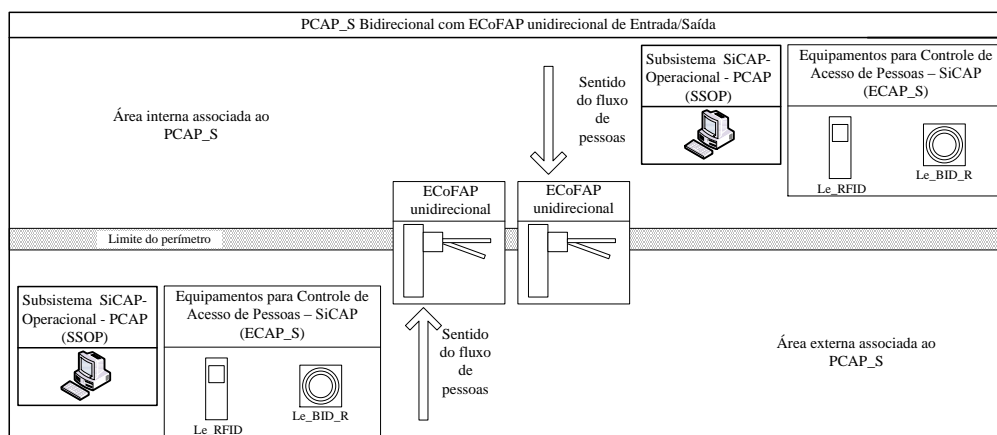 PCAP_S Bidirecional com ECoFAP unidirecional de Entrada/Saída
Área interna associada ao
PCAP_S
Sentido
do fluxo
de
pessoas
Subsistema SiCAP-
Operacional - PCAP
(SSOP)
Equipamentos para Controle de
Acesso de Pessoas – SiCAP
(ECAP_S)
Le_RFID
Le_BID_R
ECoFAP
unidirecional
ECoFAP
unidirecional
Limite do perímetro
Subsistema SiCAP-
Operacional - PCAP
(SSOP)
Equipamentos para Controle de
Acesso de Pessoas – SiCAP
(ECAP_S)
Le_RFID
Le_BID_R
Sentido
do fluxo
de
pessoas
Área externa associada ao
PCAP_S